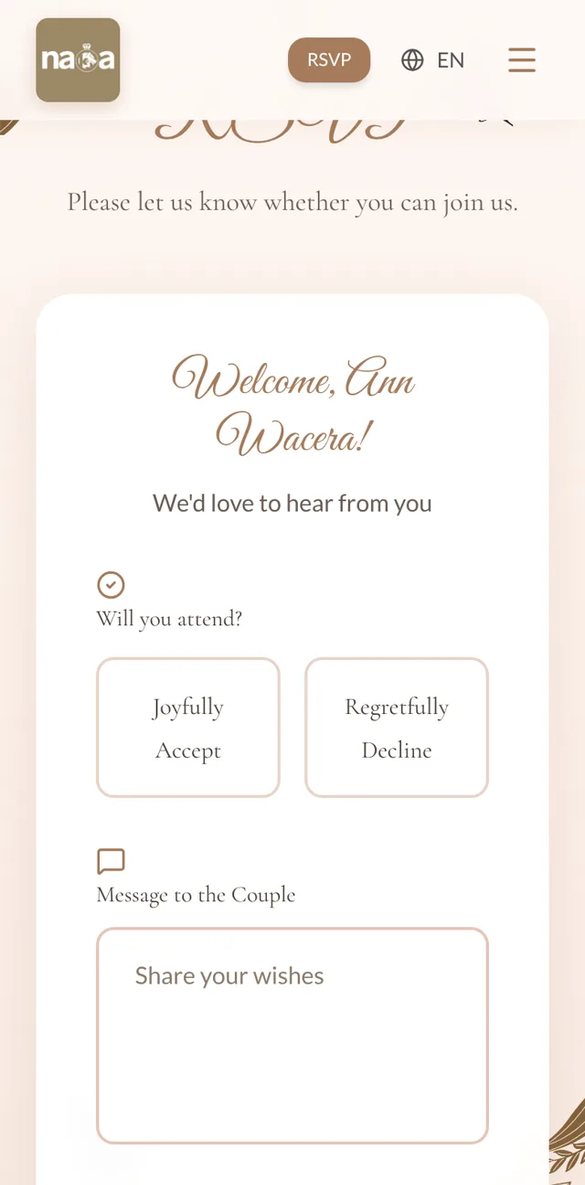 RSVP
EN
Please let us know whether you can join us.
Welcome, Ann
Wacera!
We'd love to hear from you
Will you attend?
Joyfully
Accept
Regretfully
Decline
Message to the Couple
Share your wishes